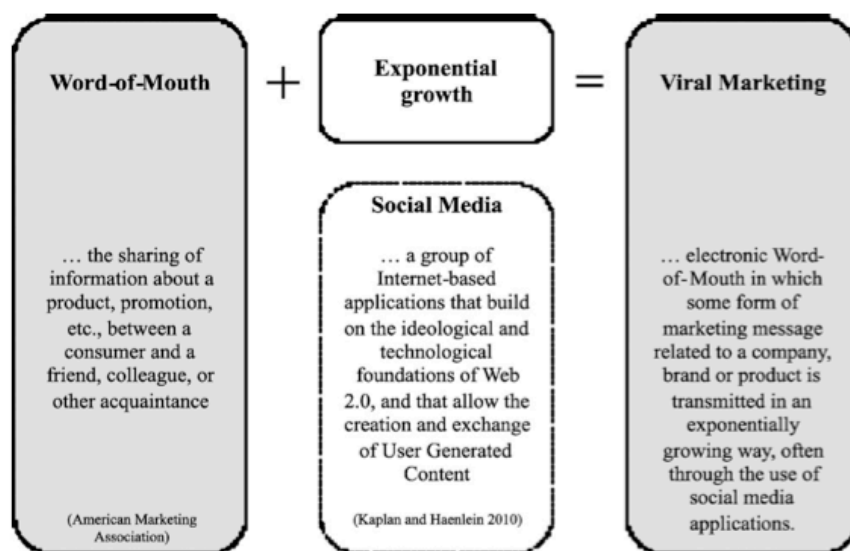 Word-of-Mouth
… the sharing of
information about a
product, promotion,
etc., between a
consumer and a
friend, colleague, or
other acquaintance
(American Marketing
Association)
+
Exponential
growth
Social Media
… a group of
Internet-based
applications that build
on the ideological and
technological
foundations of Web
2.0, and that allow the
creation and exchange
of User Generated
Content
(Kaplan and Haenlein 2010)
=
Viral Marketing
… electronic Word-
of-Mouth in which
some form of
marketing message
related to a company,
brand or product is
transmitted in an
exponentially
growing way, often
through the use of
social media
applications.